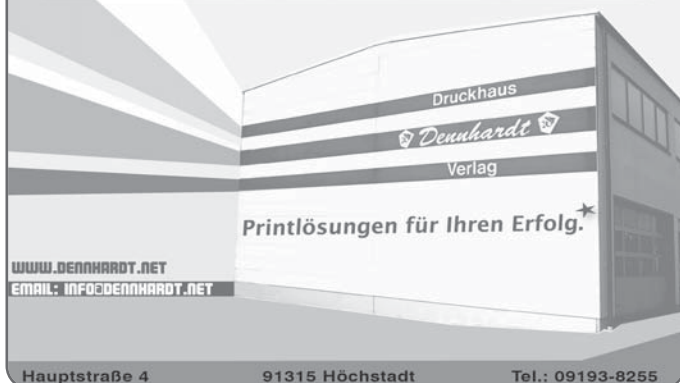 Druckhaus
Dennhardt
Verlag
Printlösungen für Ihren Erfolg.
WWW.DENNHARDT.NET
EMAIL: INFO@DENNHARDT.NET
Hauptstraße 4 91315 Höchstadt Tel.: 09193-8255